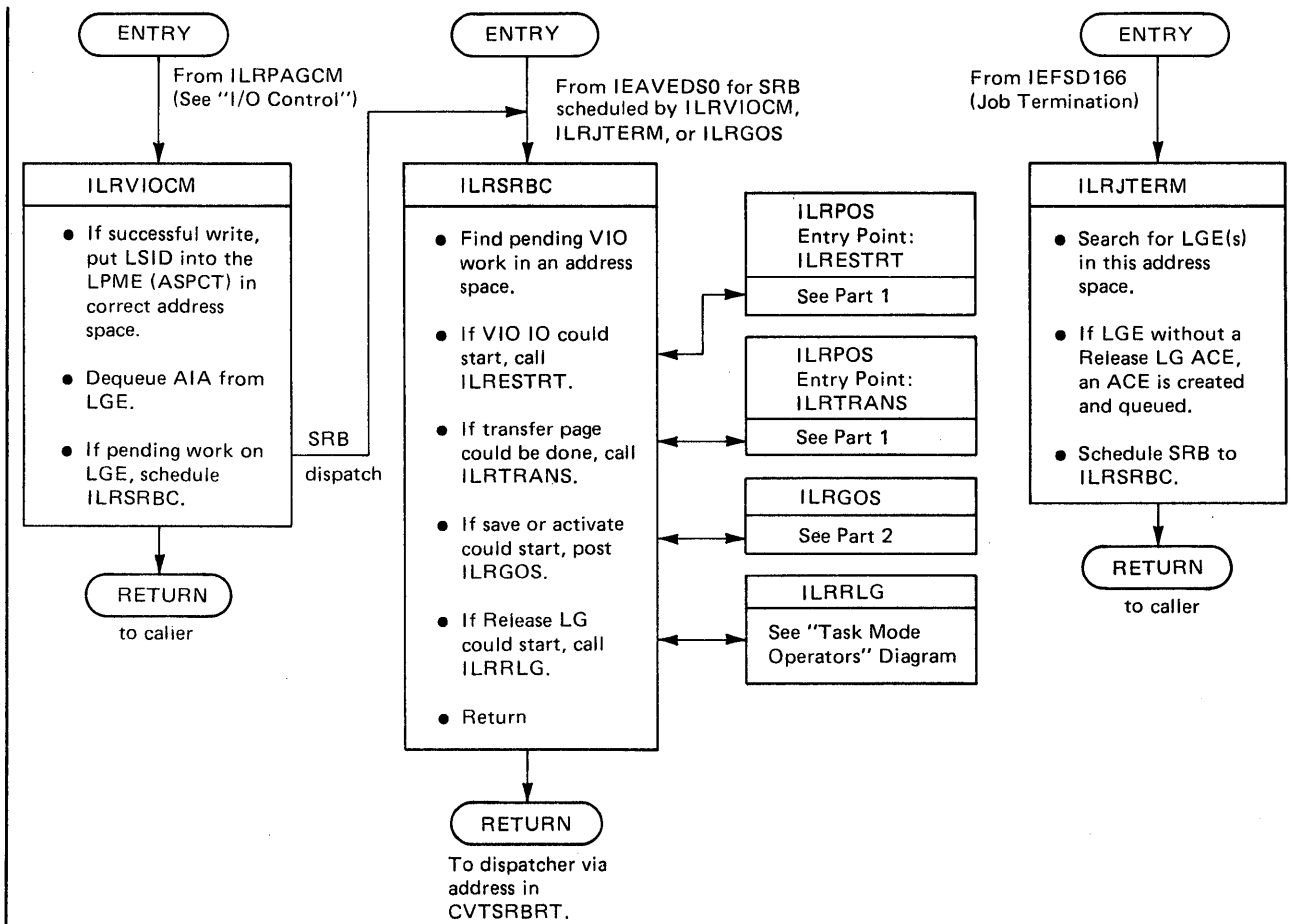 ENTRY
From ILRPAGCM
(See "I/O Control")
ILRVIOCM
● If successful write,
put LSID into the
LPME (ASPCT) in
correct address
space.
● Dequeue AIA from
LGE.
● If pending work on
LGE, schedule
ILRSRBC.
SRB
dispatch
RETURN
to caller
ENTRY
From IEAVEDS0 for SRB
scheduled by ILRVIOCM,
ILRJTERM, or ILRGOS
ILRSRBC
● Find pending VIO
work in an address
space.
● If VIO IO could
start, call
ILRESTRT.
● If transfer page
could be done, call
ILRTRANS.
● If save or activate
could start, post
ILRGOS.
● If Release LG
could start, call
ILRRLG.
● Return
RETURN
To dispatcher via
address in
CVTSRBRT.
ILRPOS
Entry Point:
ILRESTRT
See Part 1
ILRPOS
Entry Point:
ILRTRANS
See Part 1
ILRGOS
See Part 2
ILRRLG
See "Task Mode
Operators" Diagram
ENTRY
From IEFSD166
(Job Termination)
ILRJTERM
● Search for LGE(s)
in this address
space.
● If LGE without a
Release LG ACE,
an ACE is created
and queued.
● Schedule SRB to
ILRSRBC.
RETURN
to caller